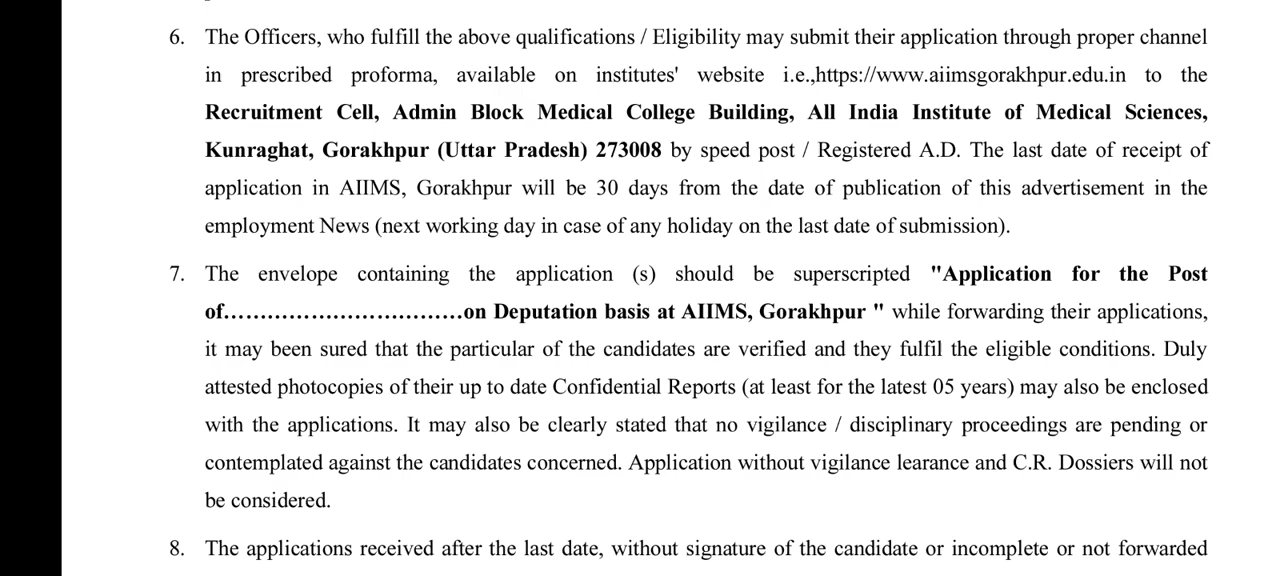 6. The Officers, who fulfill the above qualifications / Eligibility may submit their application through proper channel
in prescribed proforma, available on institutes' website i.e.,https://www.aiimsgorakhpur.edu.in to the
Recruitment Cell, Admin Block Medical College Building, All India Institute of Medical Sciences,
Kunraghat, Gorakhpur (Uttar Pradesh) 273008 by speed post / Registered A.D. The last date of receipt of
application in AIIMS, Gorakhpur will be 30 days from the date of publication of this advertisement in the
employment News (next working day in case of any holiday on the last date of submission).
7. The envelope containing the application (s) should be superscripted "Application for the Post
of.................................on Deputation basis at AIIMS, Gorakhpur " while forwarding their applications,
it may been sured that the particular of the candidates are verified and they fulfil the eligible conditions. Duly
attested photocopies of their up to date Confidential Reports (at least for the latest 05 years) may also be enclosed
with the applications. It may also be clearly stated that no vigilance / disciplinary proceedings are pending or
contemplated against the candidates concerned. Application without vigilance learance and C.R. Dossiers will not
be considered.
8. The applications received after the last date, without signature of the candidate or incomplete or not forwarded